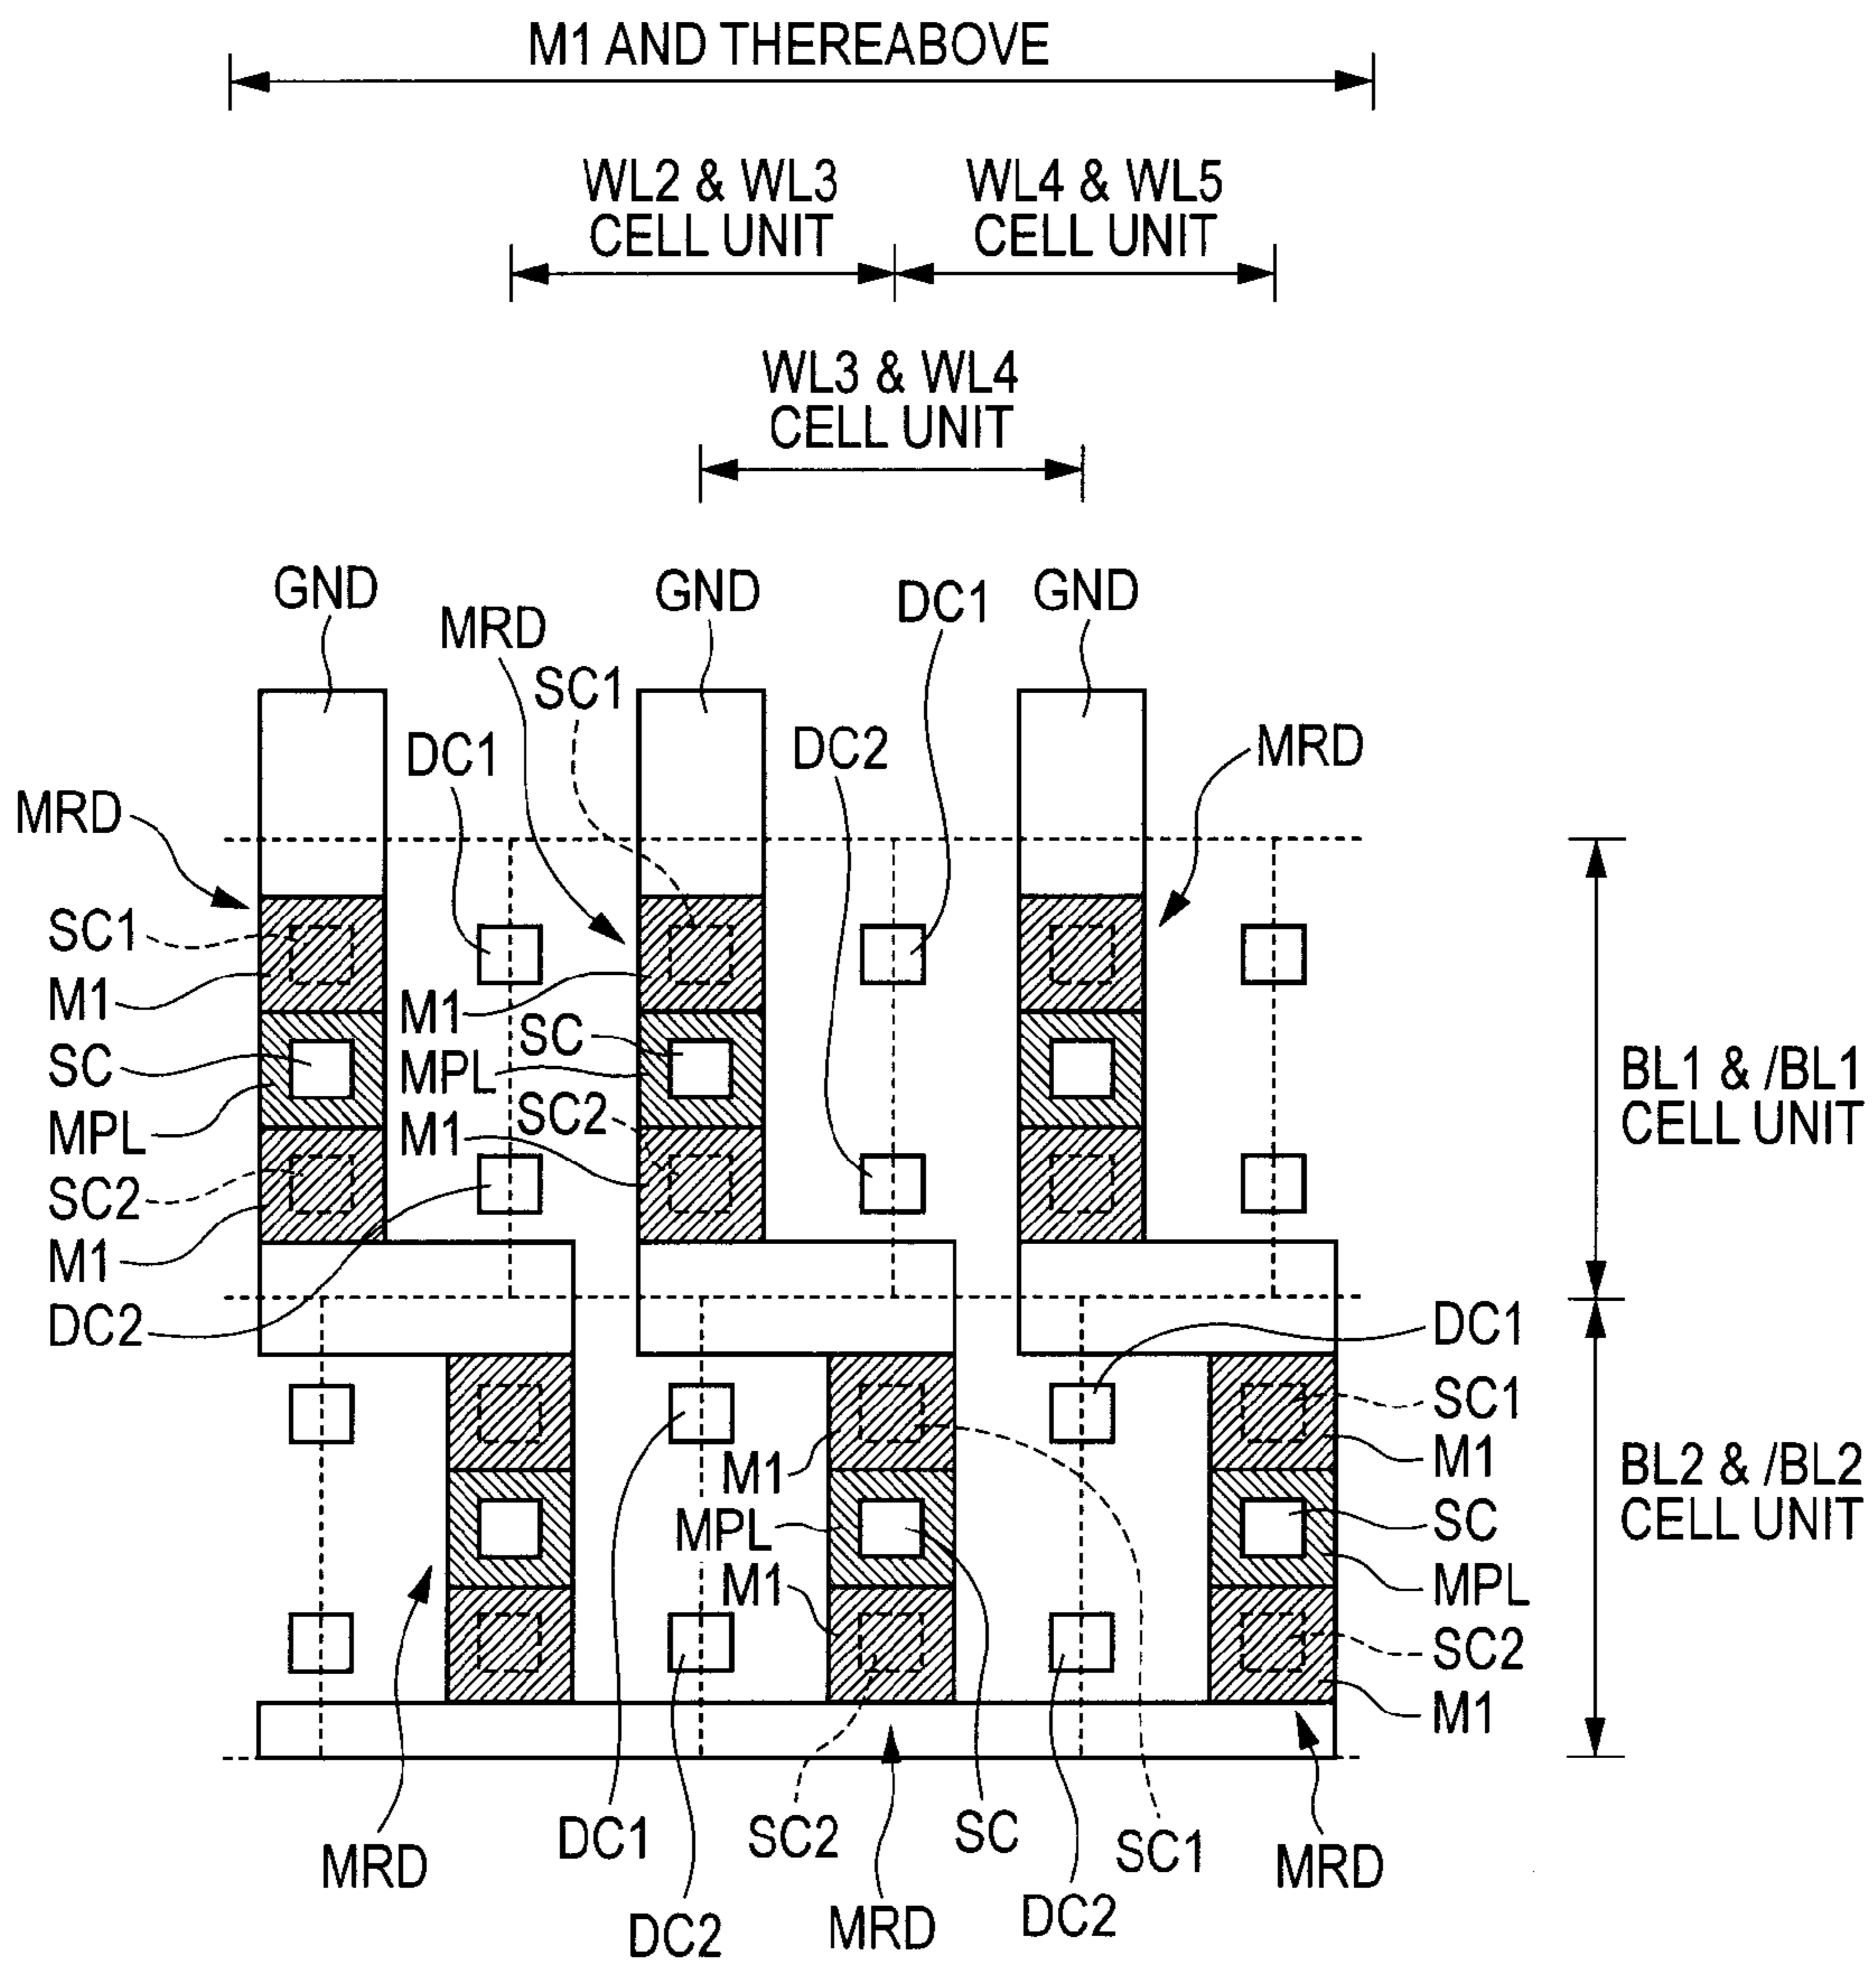 M1 AND THEREABOVE
WL2 & WL3
CELL UNIT
WL4 & WL5
CELL UNIT
WL3 & WL4
CELL UNIT
GND
MRD
SC1
GND
DC1
GND
DC1
DC2
MRD
MRD
SC1
M1
SC
MPL
SC2
M1
DC2
M1
SC
MPL
SC2
M1
BL1 & /BL1
CELL UNIT
DC1
SC1
M1
SC
MPL
SC2
M1
BL2 & /BL2
CELL UNIT
M1
MPL
M1
MRD
DC1
DC2
SC2
MRD
SC
DC2
SC1
MRD